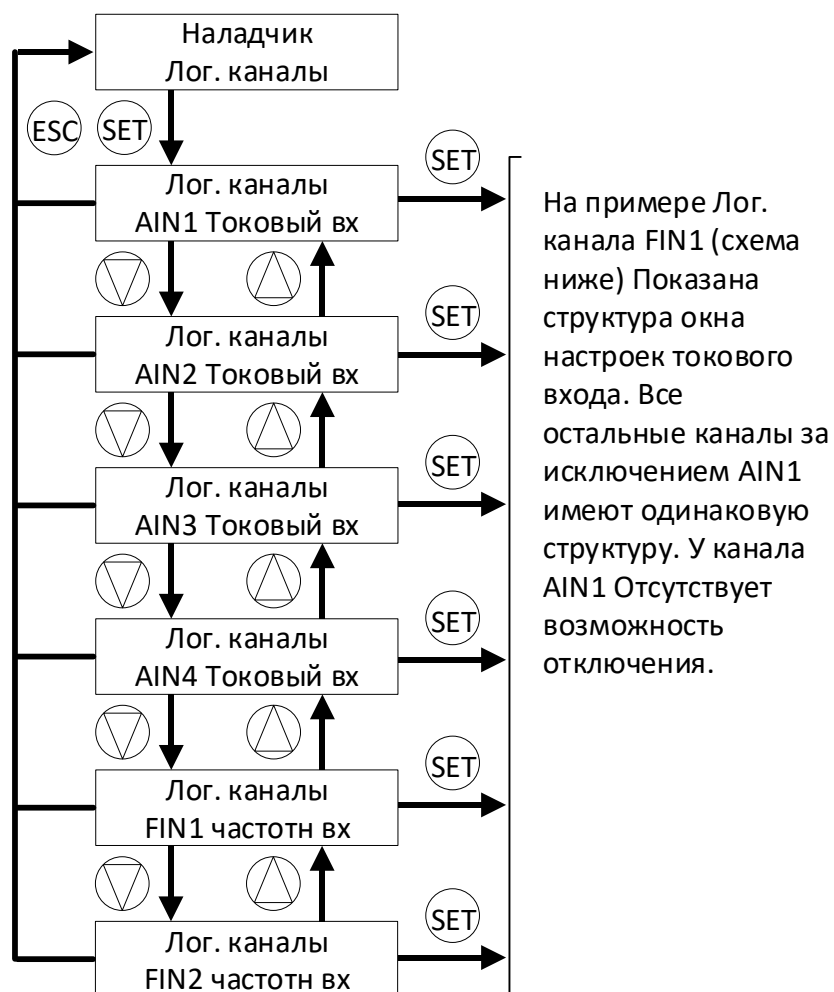 Наладчик
Лог. каналы
ESC SET
SET
Лог. каналы
AIN1 Токовый вх
SET
Лог. каналы
AIN2 Токовый вх
SET
Лог. каналы
AIN3 Токовый вх
SET
Лог. каналы
AIN4 Токовый вх
SET
Лог. каналы
FIN1 частотн вх
SET
Лог. каналы
FIN2 частотн вх
На примере Лог.
канала FIN1 (схема
ниже) Показана
структура окна
настроек токового
входа. Все
остальные каналы за
исключением AIN1
имеют одинаковую
структуру. У канала
AIN1 Отсутствует
возможность
отключения.